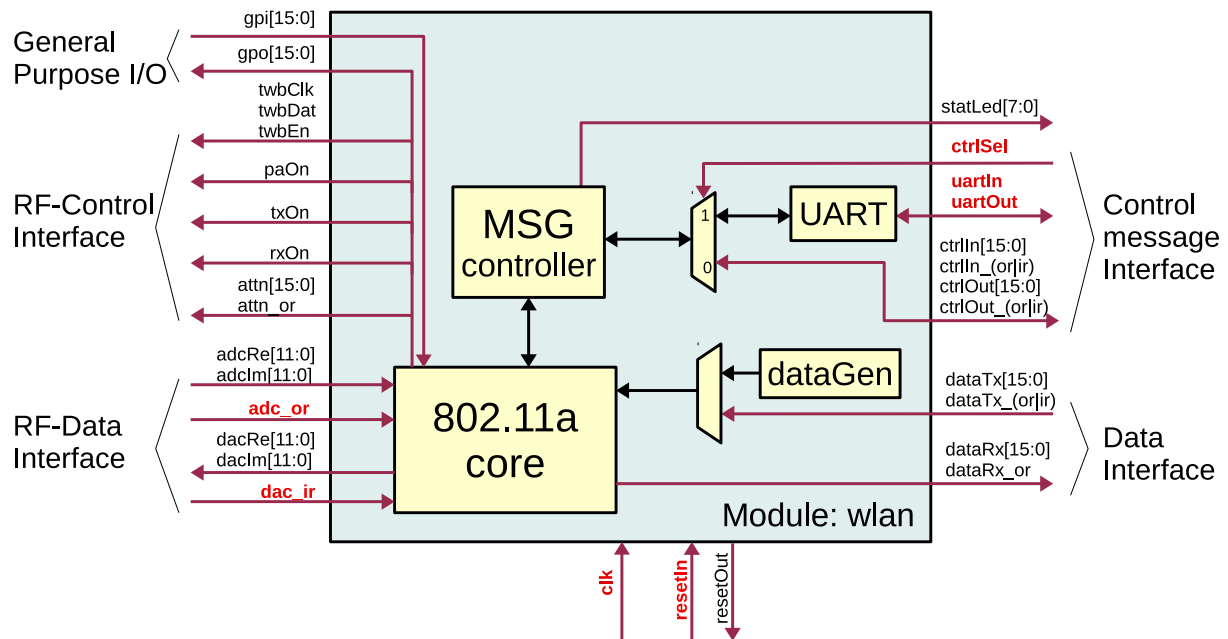 General
Purpose I/O
gpi[15:0]
gpo[15:0]
RF-Control
Interface
twbClk
twbDat
twbEn
paOn
txOn
rxOn
attn[15:0]
attn_or
RF-Data
Interface
adcRe[11:0]
adcIm[11:0]
adc_or
dacRe[11:0]
dacIm[11:0]
dac_ir
MSG
controller
1
0
UART
dataGen
802.11a
core
Module: wlan
statLed[7:0]
ctrlSel
uartIn
uartOut
ctrlIn[15:0]
ctrlIn_(or|ir)
ctrlOut[15:0]
ctrlOut_(or|ir)
Control
message
Interface
dataTx[15:0]
dataTx_(or|ir)
dataRx[15:0]
dataRx_or
Data
Interface
clk
resetIn
resetOut